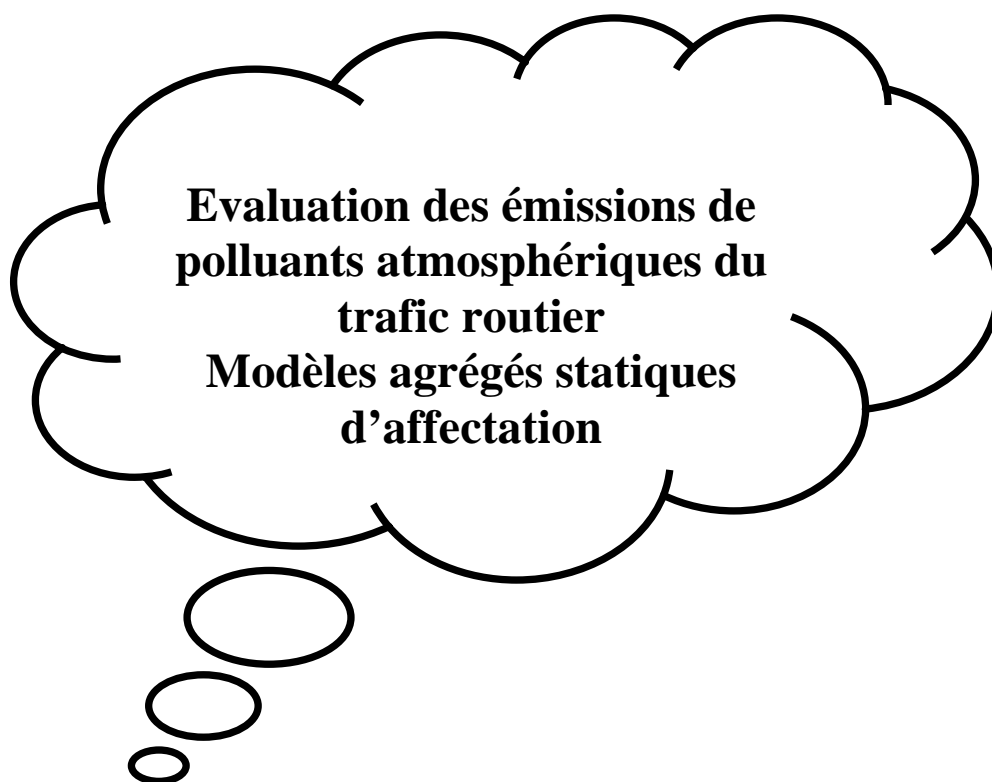 Evaluation des émissions de
polluants atmosphériques du
trafic routier
Modèles agrégés statiques
d’affectation